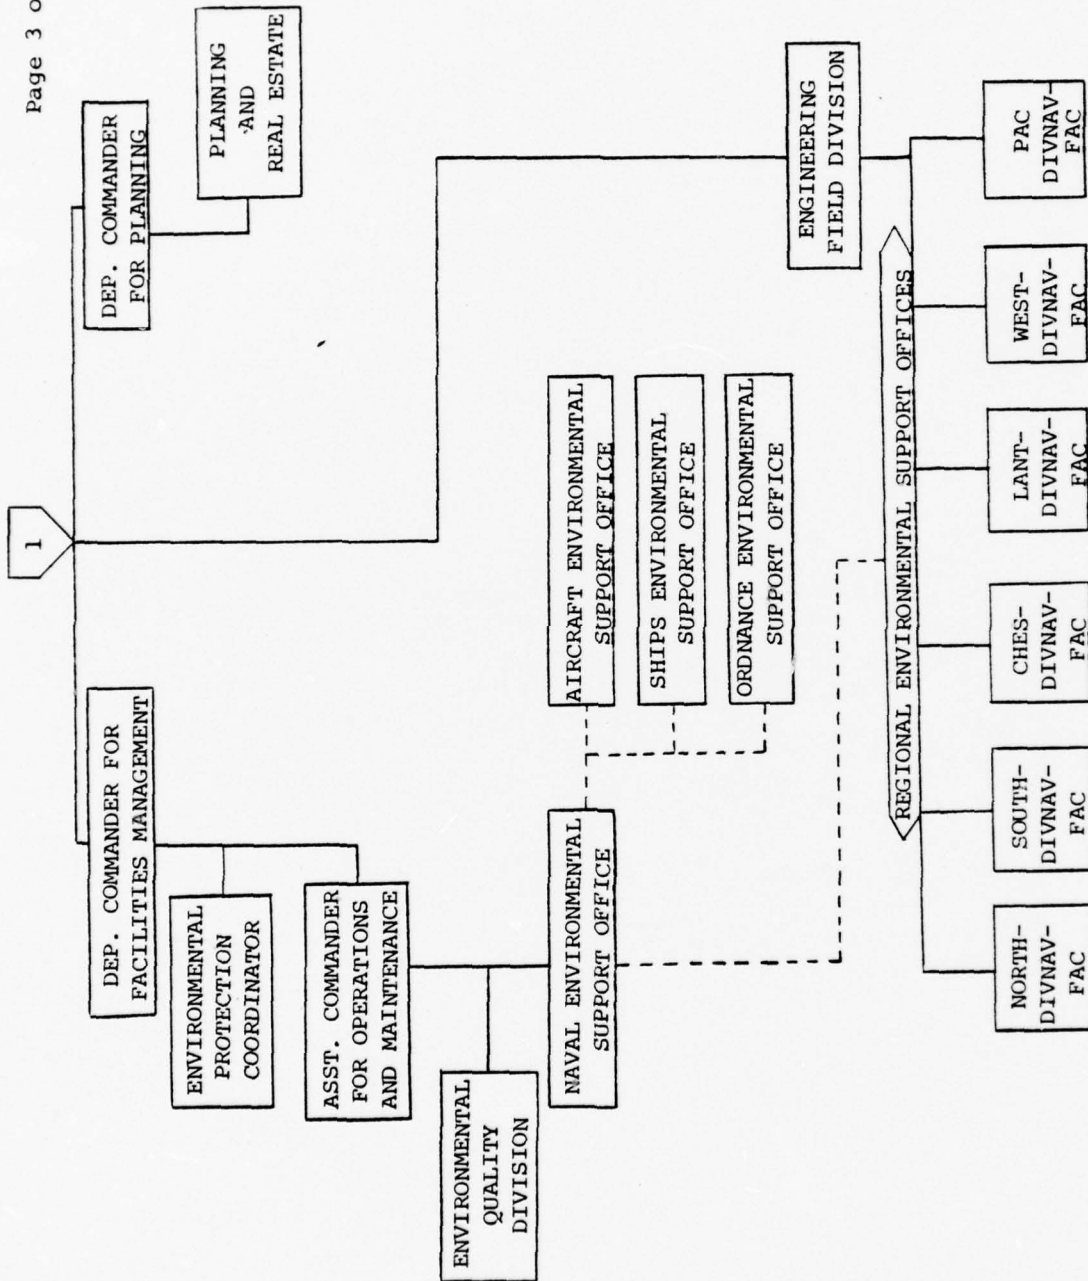 Page 3 o
1
DEP. COMMANDER FOR
FACILITIES MANAGEMENT
DEP. COMMANDER
FOR PLANNING
ENVIRONMENTAL
PROTECTION
COORDINATOR
PLANNING
AND
REAL ESTATE
ASST. COMMANDER
FOR OPERATIONS
AND MAINTENANCE
ENVIRONMENTAL
QUALITY
DIVISION
NAVAL ENVIRONMENTAL
SUPPORT OFFICE
AIRCRAFT ENVIRONMENTAL
SUPPORT OFFICE
SHIPS ENVIRONMENTAL
SUPPORT OFFICE
ORDNANCE ENVIRONMENTAL
SUPPORT OFFICE
ENGINEERING
FIELD DIVISION
REGIONAL ENVIRONMENTAL SUPPORT OFFICES
NORTH-
DIVNAV-
FAC
SOUTH-
DIVNAV-
FAC
CHES-
DIVNAV-
FAC
LANT-
DIVNAV-
FAC
WEST-
DIVNAV-
FAC
PAC
DIVNAV-
FAC